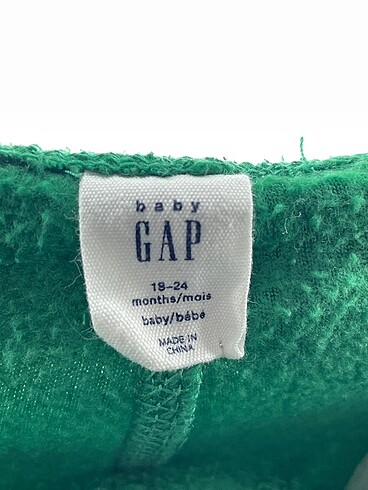 baby
GAP
18-24
months/mois
baby/bébé
MADE IN
CHINA